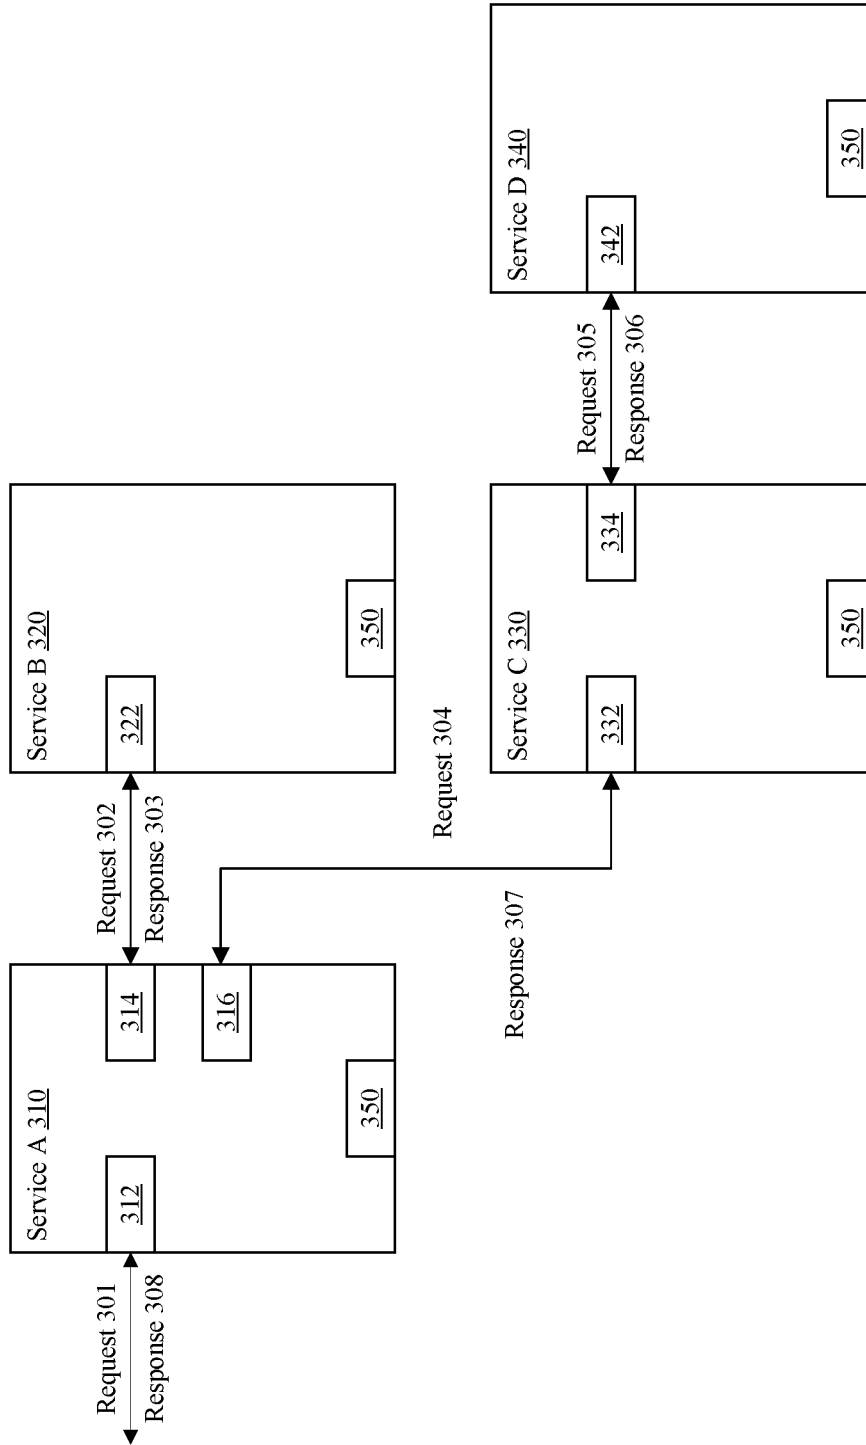 Request 301
Response 308
Service A 310
312
314
316
350
Request 302
Response 303
Service B 320
322
350
Request 304
Response 307
Service C 330
332
334
350
Request 305
Response 306
Service D 340
342
350